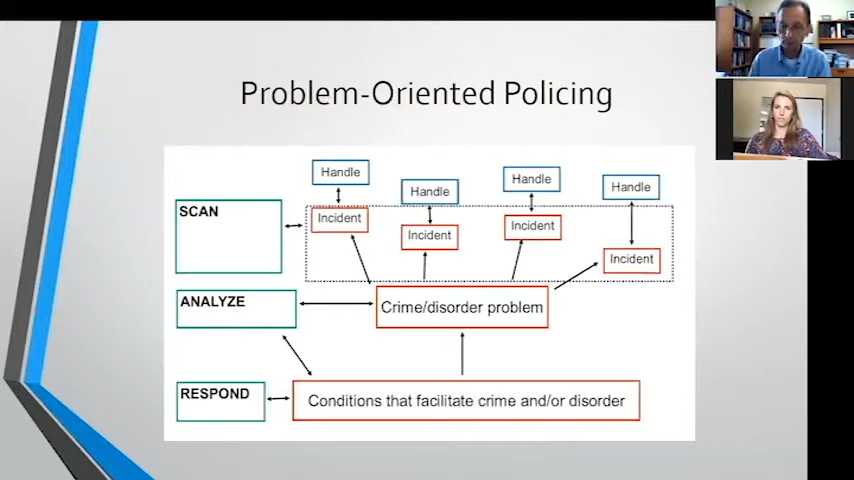 Problem-Oriented Policing
Handle
Handle
Handle
Handle
SCAN
Incident
Incident
Incident
Incident
ANALYZE
Crime/disorder problem
RESPOND
Conditions that facilitate crime and/or disorder